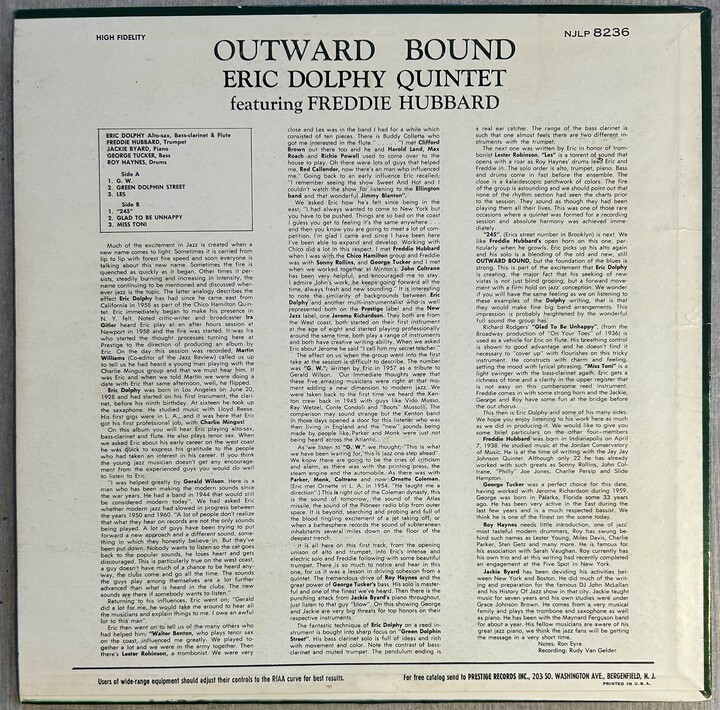 HIGH FIDELITY
NJLP 8236
OUTWARD BOUND
ERIC DOLPHY QUINTET
featuring FREDDIE HUBBARD
ERIC DOLPHY Alto-sax, Bass-clarinet & Flute
FREDDIE HUBBARD, Trumpet
JACKIE BYARD, Piano
GEORGE TUCKER, Bass
ROY HAYNES, Drums
Side A
1. G. W.
2. GREEN DOLPHIN STREET
3. LES
Side B
1. "245"
2. GLAD TO BE UNHAPPY
3. MISS TONI
Much of the excitement in Jazz is created when a
new name comes to light. Sometimes it is carried from
lip to lip with forest fire speed and soon everyone is
talking about this new name. Sometimes the fire is
quenched as quickly as it began. Other times it per-
sists, steadily burning and increasing in intensity, the
name continuing to be mentioned and discussed wher-
ever jazz is the topic. The latter analogy describes the
effect Eric Dolphy has had since he came east from
California in 1958 as part of the Chico Hamilton Quin-
tet. Eric immediately began to make his presence in
N. Y. felt. Noted critic-writer and broadcaster Ira
Gitler heard Eric play at an after hours session at
Newport in 1958 and the fire was started. It was Ira
who started the thought processes turning here at
Prestige to the direction of producing an album by
Eric. On the day this session was recorded, Martin
Williams (Co-editor of the Jazz Review) called us up
to tell us he had heard a young man playing with the
Charlie Mingus group and that we must hear him. It
was Eric and when we told Martin we were doing a
date with Eric that same afternoon, well, he flipped.
Eric Dolphy was born in Los Angeles on June 20,
1928 and had started on his first insrument, the clari-
net, before his ninth birthday. At sixteen he took up
the saxophone. He studied music with Lloyd Reese.
His first gigs were in L. A., and it was here that Eric
got his first professional job, with Charlie Mingus!
On this album you will hear Eric playing alto-sax,
bass-clarinet and flute. He also plays tenor sax. When
we asked Eric about his early career on the west coast
he was quick to express his gratitude to the people
who had taken an interest in his career. If you think
the young jazz musician doesn't get any encourage-
ment from the experienced guys you would do well
to listen to Eric.
"I was helped greatly by Gerald Wilson. Here is a
man who has been making the modern sounds since
the war years. He had a band in 1944 that would still
be considered modern today". We had asked Eric
whether modern jazz had slowed in progress between
the years 1950 and 1960. "A lot of people don't realize
that what they hear on records are not the only sounds
being played. A lot of guys have been trying to put
forward a new approach and a different sound, some-
thing in which they honestly believe in. But they've
been put down. Nobody wants to listen so the cat goes
back to the popular sounds, he loses heart and gets
discouraged. This is particularly true on the west coast,
a guy doesn't have much of a chance to be heard any-
way, the clubs come and go all the time. The sounds
the guys play among themselves are a lot further
advanced than what is heard in the clubs. The new
sounds are there if somebody wants to listen."
Returning to his influences, Eric went on; "Gerald
did a lot for me, he would take me around to hear all
the musicians and explain things to me. I owe an awful
lot to this man".
Eric then went on to tell us of the many others who
had helped him; "Walter Benton, who plays tenor sax
on the coast, influenced me greatly. We played to-
gether a lot and we were in the army together. Then
there's Lester Robinson, a trombonist. We were very
close and Les was in the band I had for a while which
consisted of ten pieces. There is Buddy Collette who
got me interested in the flute." . . . . . "I met Clifford
Brown out there too and he and Harold Land, Max
Roach and Richie Powell used to come over to the
house to play. Oh there were lots of guys that helped
me, Red Callender, now there's an man who influenced
me." Going back to an early influence Eric recalled;
"I remember seeing the show Sweet and Hot and I
couldn't watch the show for listening to the Ellington
band and that wonderful Jimmy Blanton".
We asked Eric how he's felt since being in the
east; "I had always wanted to come to New York but
you have to be pushed. Things are so bad on the coast
I guess you get to feeling it's the same anywhere . . .
and then you know you are going to meet a lot of com-
petition. I'm glad I came and since I have been here
I've been able to expand and develop. Working with
Chico did a lot in this respect. I met Freddie Hubbard
when I was with the Chico Hamilton group and Freddie
was with Sonny Rollins, and George Tucker and I met
when we worked together at Minton's. John Coltrane
has been very helpful, and encouraged me to stay.
I admire John's work, he keeps going forward all the
time, always fresh and new sounding." It is interesting
to note the similarity of backgrounds between Eric
Dolphy and another multi-instrumentalist who is well
represented both on the Prestige label and the New
Jazz label, one Jerome Richardson. They both are from
the West coast, both started on their first instrument
at the age of eight and started playing professionally
around the same time, both play a range of instruments
and both have creative writing ability. When we asked
Eric about Jerome he said "I call him my secret teacher."
The effect on us when the group went into the first
take at the session is difficult to describe. The number
was "G. W."; written by Eric in 1957 as a tribute to
Gerald Wilson. Our immediate thoughts were that
these five amazing musicians were right at that mo-
ment adding a new dimension to modern jazz. We
were taken back to the first time we heard the Ken-
ton crew back in 1945 with guys like Vido Musso,
Ray Wetzel, Conte Condoli and "Boots" Mussulli. The
comparison may sound strange but the Kenton band
in those days opened a door for this listener who was
then living in England and the "new" sounds being
made by people like Parker and Monk were just not
being heard across the Atlantic.
As we listen to "G. W." we thought; "This is what
we have been waiting for, this is jazz one step ahead".
We know there are going to be the cries of criticism
and alarm, as there was with the printing press, the
steam engine and the automobile. As there was with
Parker, Monk, Coltrane and now Ornette Coleman.
(Eric met Ornette in L. A. in 1954. He "taught me a
direction".) This is right out of the Coleman dynasty, this
is the sound of tomorrow, the sound of the Atlas
missile, the sound of the Pioneer radio blip from outer
space. It is beyond, searching and probing and full of
the blood tingling excitement of a get launching effort; or
when a bathesphere records the sound of subterranean
inhabitants several miles down on the floor of the
deepest trench.
It is all here on this first track, from the opening
unison of alto and trumpet, into Eric's intense and
electric solo and Freddie following with some beautiful
trumpet. There is so much to notice and hear in this
one, for us it was a lesson in driving cohesion from a
quintet. The tremendous drive of Roy Haynes and the
great power of George Tucker's bass. His solo is master-
ful and one of the finest we've heard. Then there is the
punching attack from Jackie Byard's piano throughout,
just listen to that guy "blow". On this showing George
and Jackie are very big threats for top honors on their
respective instruments.
The fantastic technique of Eric Dolphy on a reed in-
strument is bought into sharp focus on "Green Dolphin
Street". His bass clarinet solo is full of ideas and rich
with movement and color. Note the contrast of bass-
clarinet and muted trumpet. The pendulum ending is
a real ear catcher. The range of the bass clarinet is
such that one almost feels there are two different in-
struments with the trumpet.
The next one was written by Eric in honor of trom-
bonist Lester Robinson. "Les" is a torrent of sound that
opens with a roar as Roy Haynes' drums lead Eric and
Freddie in. The solo order is alto, trumpet, piano. Bass
and drums come in fast before the ensemble. The
close is a kaleidoscopic patchwork of colors. The fire
of the group is astounding and we should point out that
none of the rhythm section had seen the charts prior
to the session. They sound as though they had been
playing them all their lives. This was one of those rare
occasions where a quintet was formed for a recording
session and absolute harmony was achieved imme-
diately.
"245", (Erics street number in Brooklyn) is next. We
like Freddie Hubbard's open horn on this one, par-
ticularly when he growls. Eric picks up his alto again
and his solo is a blending of the old and new, still
OUTWARD BOUND, but the foundation of the blues is
strong. This is part of the excitement that Eric Dolphy
is creating, the major fact that his seeking of new
vistas is not just blind groping, but a forward move-
ment with a firm hold on jazz conception. We wonder
if you will have the same feeling as we on listening to
these examples of the Dolphy writing, that is that
they would make fine big band arrangements. This
impression is probably heightened by the wonderful
full sound the group has.
Richard Rodgers' "Glad To Be Unhappy", (from the
Broadway production of "On Your Toes" of 1936) is
used as a vehicle for Eric on flute. His breathing control
is shown to good advantage and he doesn't find it
necessary to "cover up" with flourishes on this tricky
instrument. He constructs with charm and feeling,
setting the mood with lyrical phrasing. "Miss Toni" is a
light swinger with the bass-clarinet again. Eric gets a
richness of tone and clarity in the upper register that
is not easy on this cumbersome reed instrument.
Freddie comes in with some strong horn and Jackie,
George and Roy have some fun at the bridge before
the out chorus.
This then is Eric Dolphy and some of his many sides.
We hope you enjoy listening to his work here as much
as we did in producing it. We would like to give you
some brief particulars on the other four-members.
Freddie Hubbard was born in Indianapolis on April
7, 1938. He studied music at the Jordan Conservatory
of Music. He is at the time of writing with the Jay Jay
Johnson Quintet. Although only 22 he has already
worked with such greats as Sonny Rollins, John Col-
trane, "Philly" Joe Jones, Charlie Persip and Slide
Hampton.
George Tucker was a perfect choice for this date,
having worked with Jerome Richardson during 1959.
George was born in Palatka, Florida some 33 years
ago. He has been very active in the East during the
last few years and is a much respected bassist. We
think he is one of the finest on the scene today.
Roy Haynes needs little introduction, one of jazz'
most tasteful modern drummers, Roy has swung be-
hind such names as Lester Young, Miles Davis, Charlie
Parker, Stan Getz and many more. He is famous for
his association with Sarah Vaughan. Roy currently has
his own trio and at this writing had recently completed
an engagement at the Five Spot in New York.
Jackie Byard has been deviding his activities bet-
ween New York and Boston. He did much of the writ-
ing and preparation for the famous DJ John McLellan
and his History Of Jazz show in that city. Jackie taught
music for seven years and his own studies were under
Grace Johnson Brown. He comes from a very musical
family and plays the trombone and saxophone as well
as piano. He has been with the Maynard Ferguson band
for about a year. His fellow musicians are aware of his
great jazz piano, we think the jazz fans will be getting
the message in a very short time.
Notes: Ron Eyre
Recording: Rudy Van Gelder
Users of wide-range equipment should adjust their controls to the RIAA curve for best results.
For free catalog send to PRESTIGE RECORDS INC., 203 SO. WASHINGTON AVE., BERGENFIELD, N. J.
PRINTED IN U.S.A.